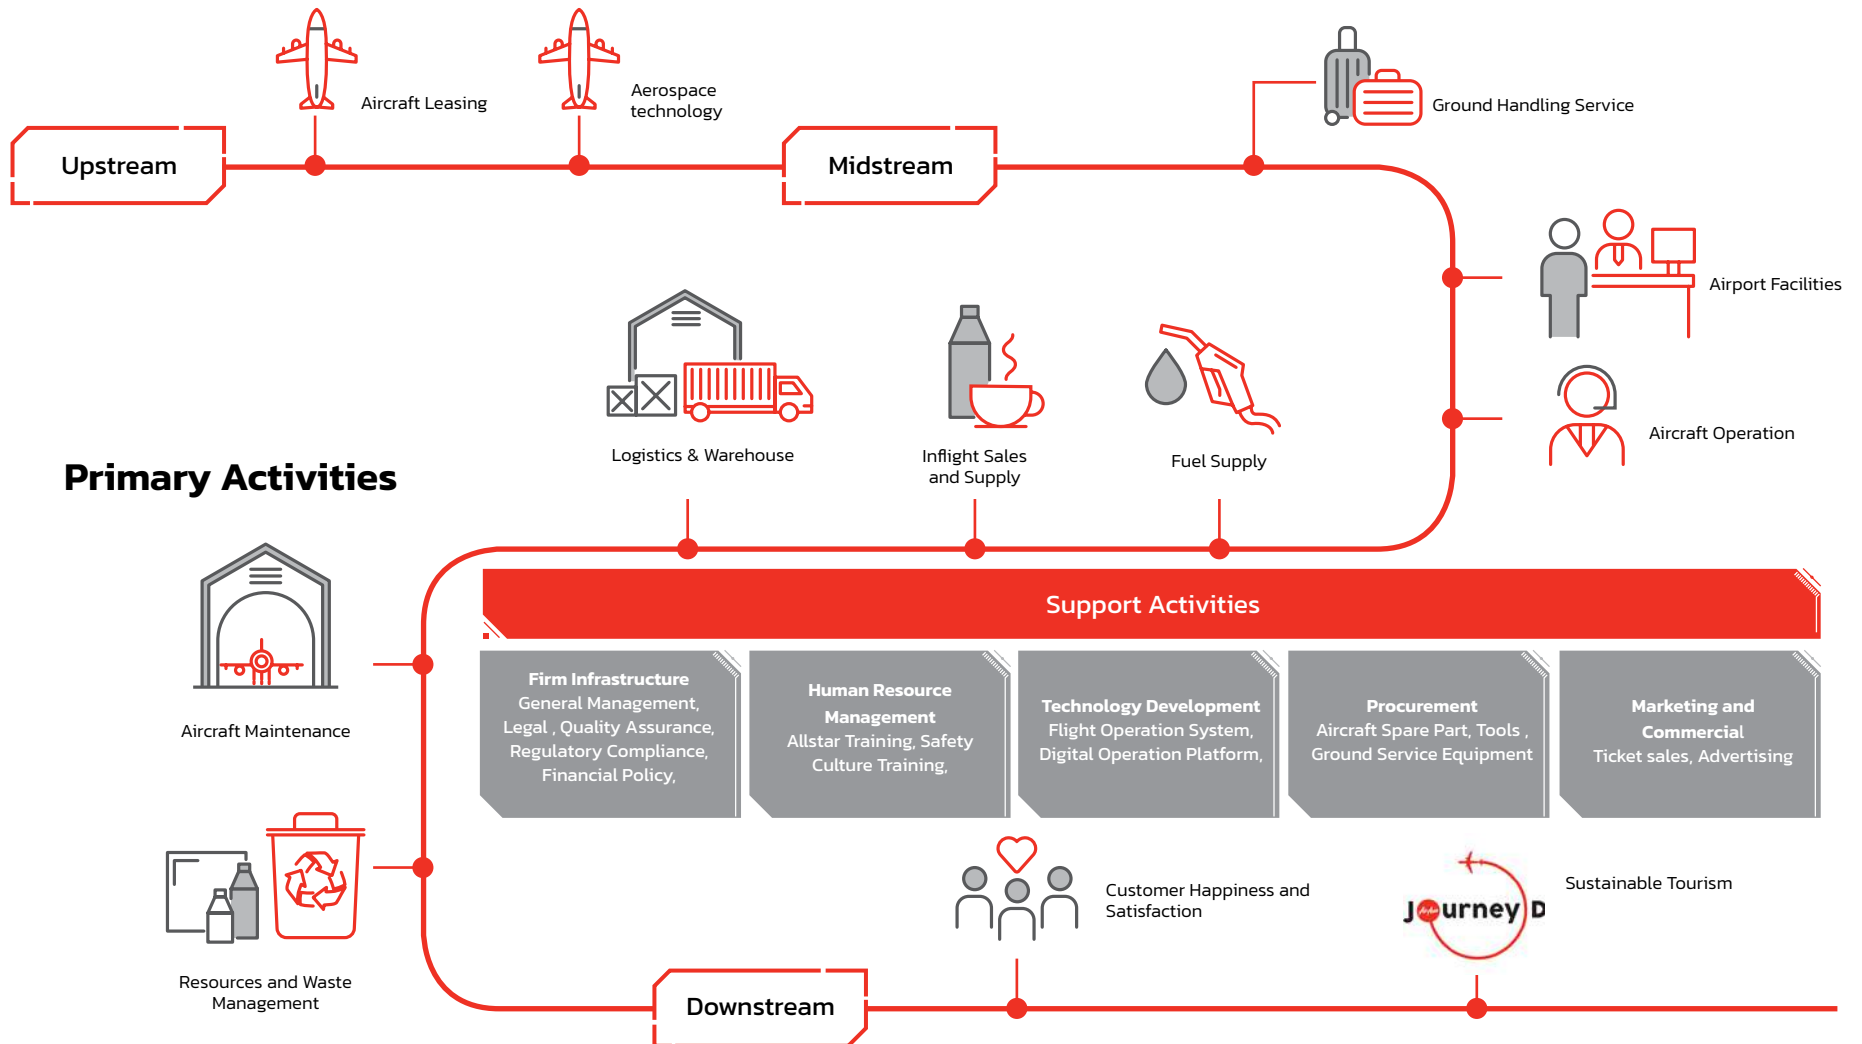 Aircraft Leasing
Aerospace
technology
Ground Handling Service
Upstream
Midstream
Airport Facilities
Aircraft Operation
Logistics & Warehouse
Inflight Sales
and Supply
Fuel Supply
Primary Activities
Support Activities
Firm Infrastructure
General Management,
Legal , Quality Assurance,
Regulatory Compliance,
Financial Policy,
Human Resource
Management
Allstar Training, Safety
Culture Training,
Technology Development
Flight Operation System,
Digital Operation Platform,
Procurement
Aircraft Spare Part, Tools ,
Ground Service Equipment
Marketing and
Commercial
Ticket sales, Advertising
Aircraft Maintenance
Resources and Waste
Management
Customer Happiness and
Satisfaction
Journey D
Sustainable Tourism
Downstream